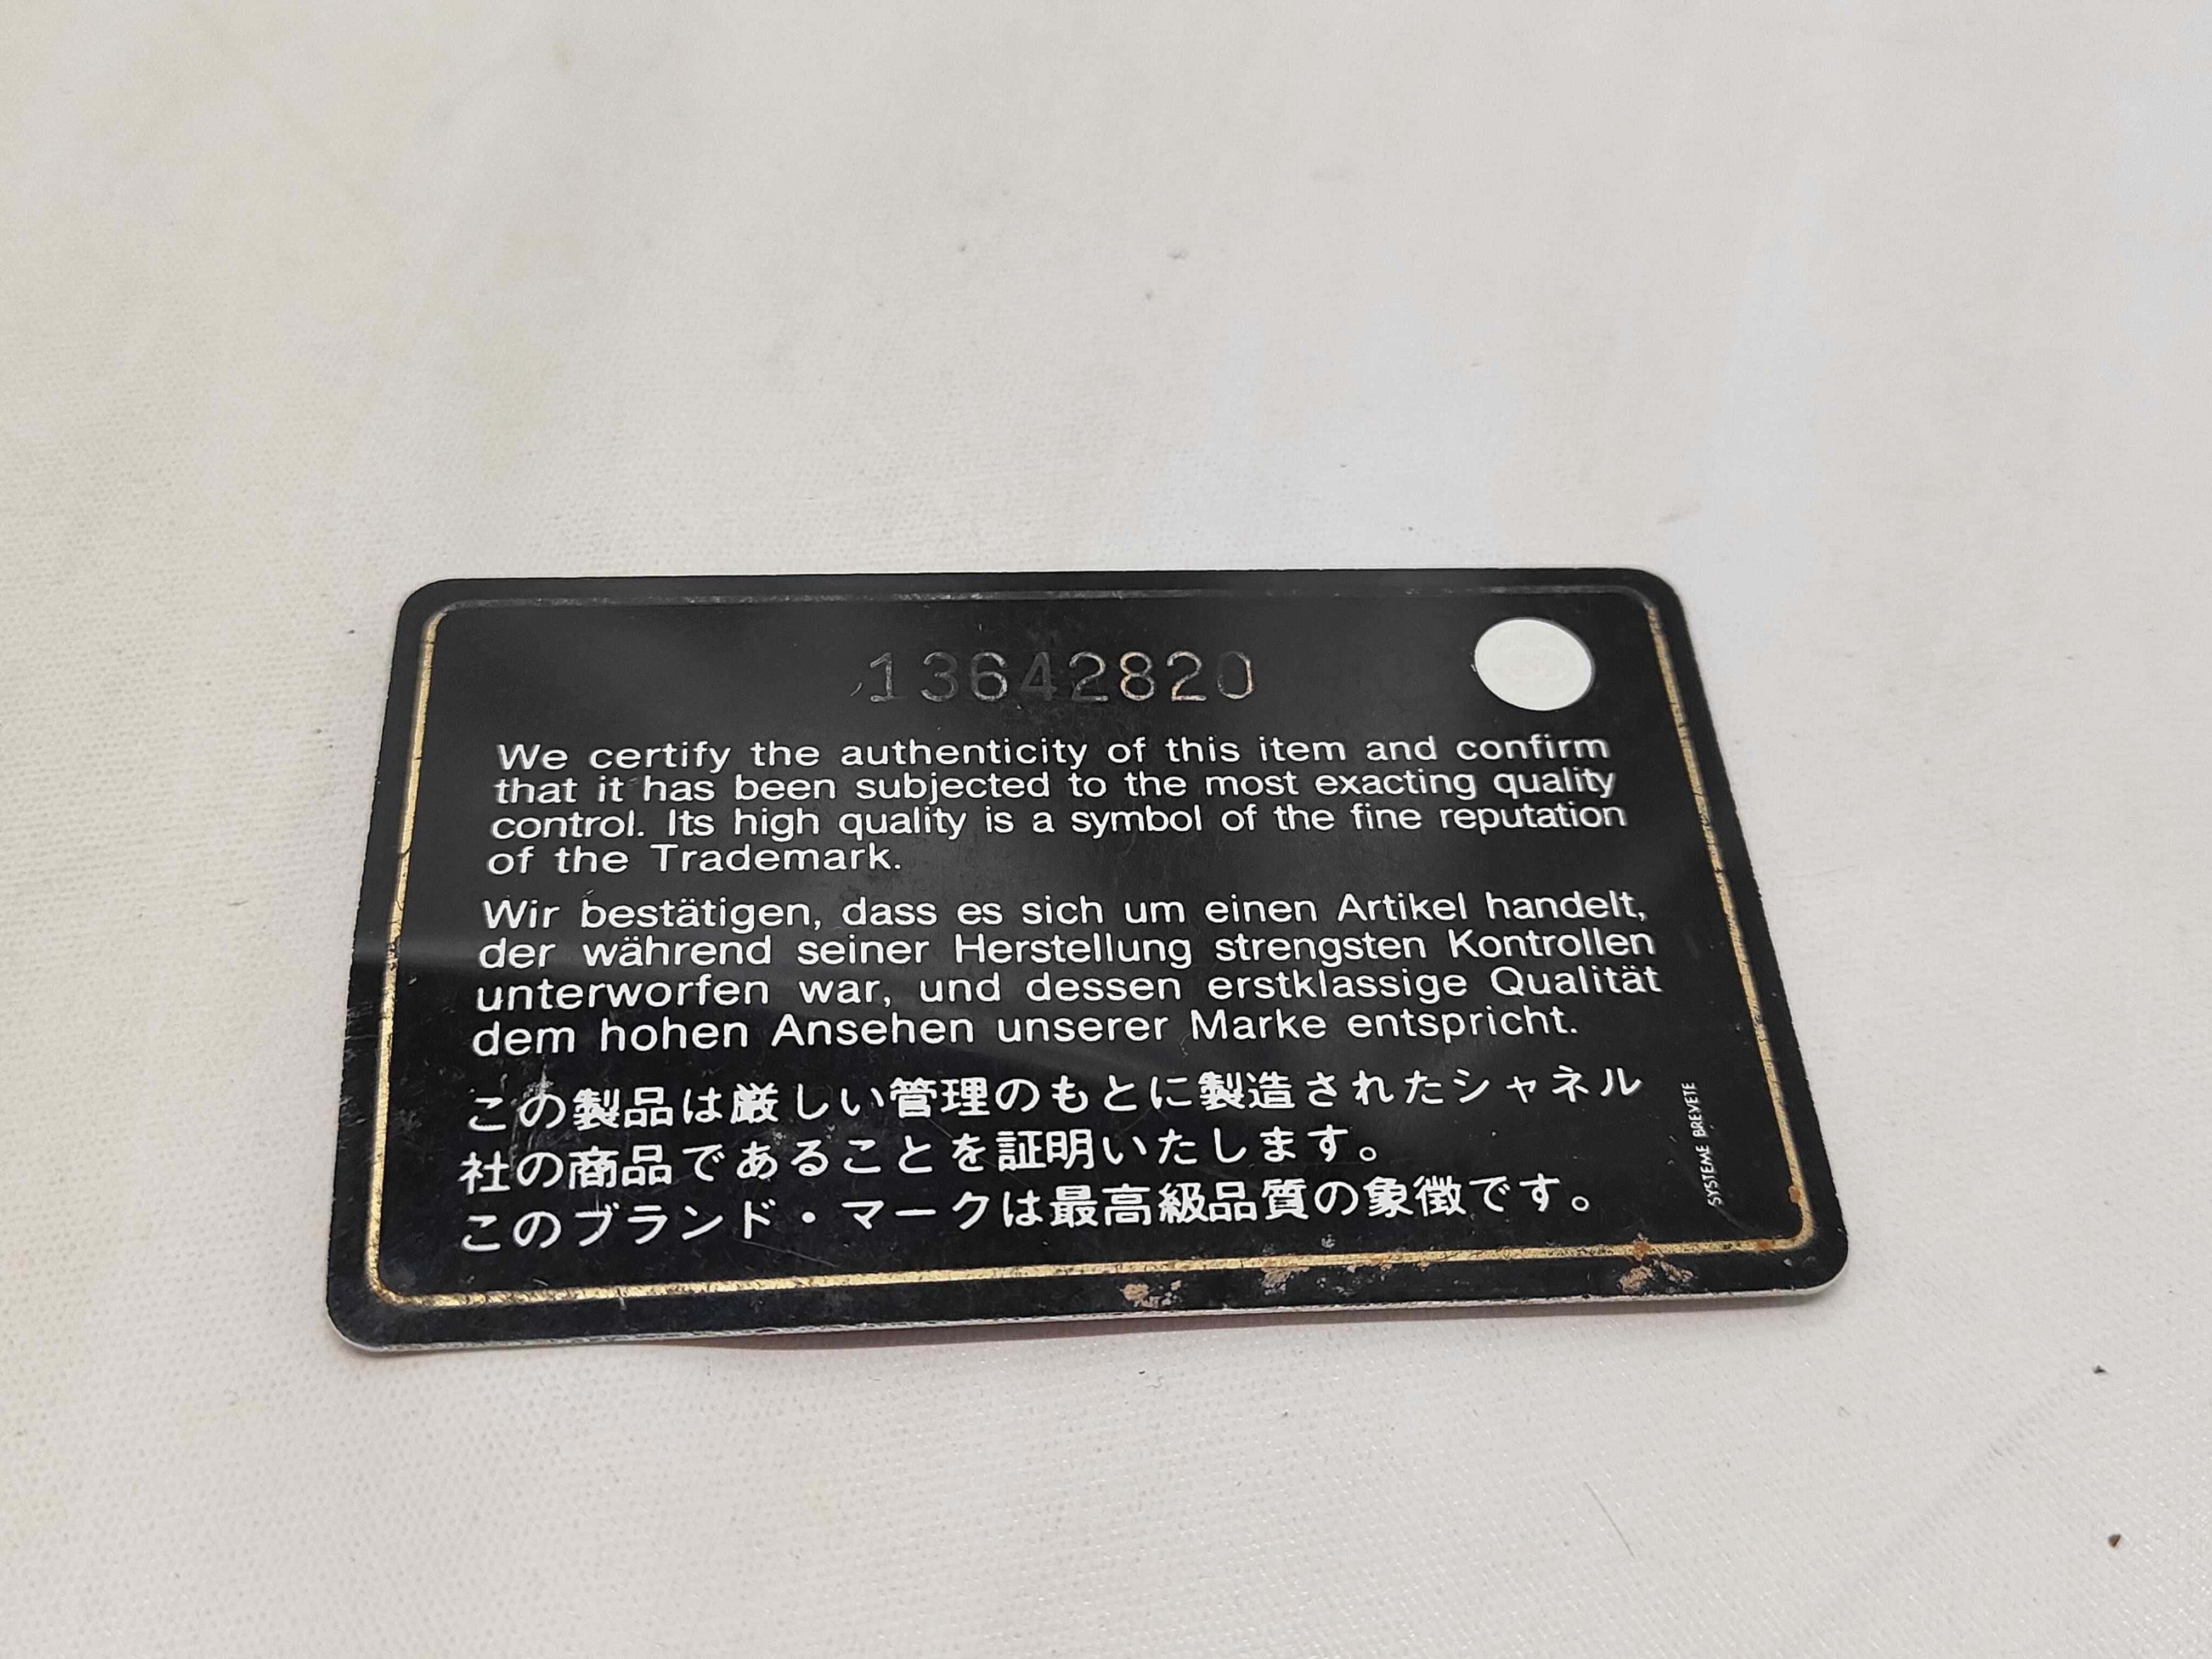 13642820
We certify the authenticity of this item and confirm
that it has been subjected to the most exacting quality
control. Its high quality is a symbol of the fine reputation
of the Trademark.
Wir bestätigen, dass es sich um einen Artikel handelt,
der während seiner Herstellung strengsten Kontrollen
unterworfen war, und dessen erstklassige Qualität
dem hohen Ansehen unserer Marke entspricht.
この製品は厳しい管理のもとに製造されたシャネル
社の商品であることを証明いたします。
このブランド・マークは最高級品質の象徴です。
SYSTEME BREVETE